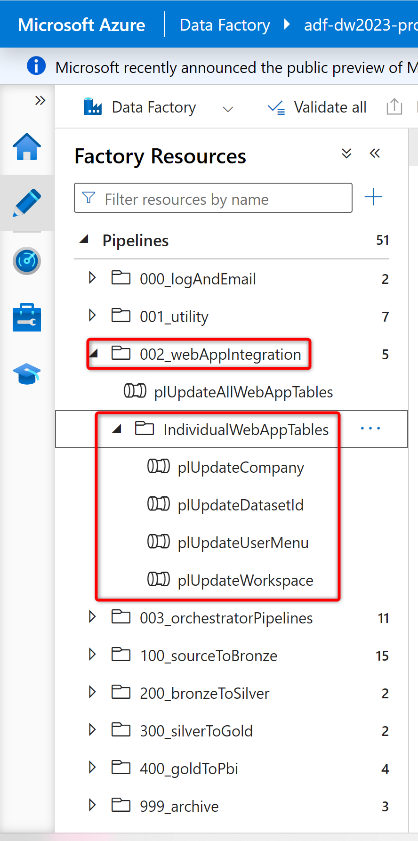 Microsoft Azure Data Factory adf-dw2023-pro
Microsoft recently announced the public preview of M
Data Factory Validate all
Factory Resources
Filter resources by name
Pipelines 51
000_logAndEmail 2
001_utility 7
002_webAppIntegration 5
plUpdateAllWebAppTables
IndividualWebAppTables
plUpdateCompany
plUpdateDatasetId
plUpdateUserMenu
plUpdateWorkspace
003_orchestratorPipelines 11
100_sourceToBronze 15
200_bronzeToSilver 2
300_silverToGold 2
400_goldToPbi 4
999_archive 3